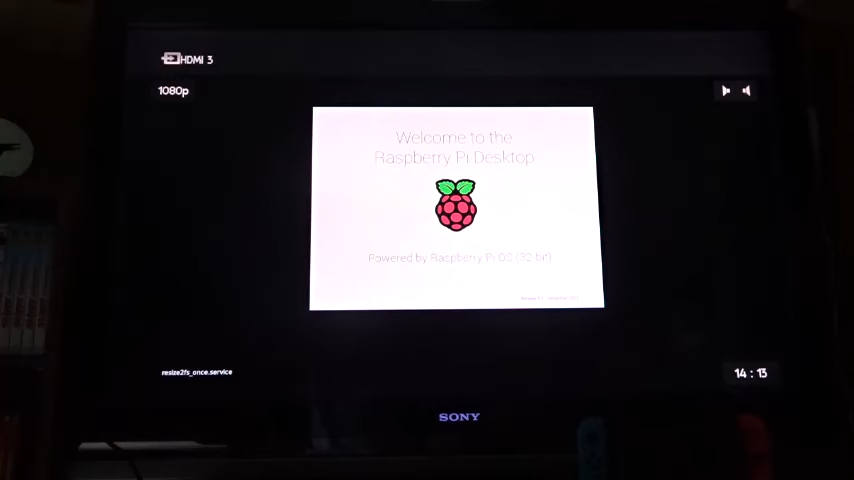 HDMI 3
1080p
Welcome to the
Raspberry Pi Desktop
Powered by Raspberry Pi OS (32-bit)
resize2fs_once.service
14 : 13
SONY